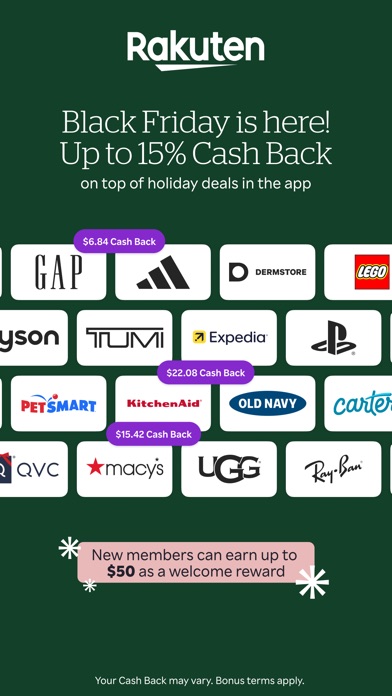 Rakuten
Black Friday is here!
Up to 15% Cash Back
on top of holiday deals in the app
$6.84 Cash Back
GAP
D DERMSTORE
LEGO
yson
TUMI
Expedia
$22.08 Cash Back
PETSMART
KitchenAid
OLD NAVY
carter
$15.42 Cash Back
QVC
macy's
UGG
Ray-Ban
New members can earn up to
$50 as a welcome reward
Your Cash Back may vary. Bonus terms apply.